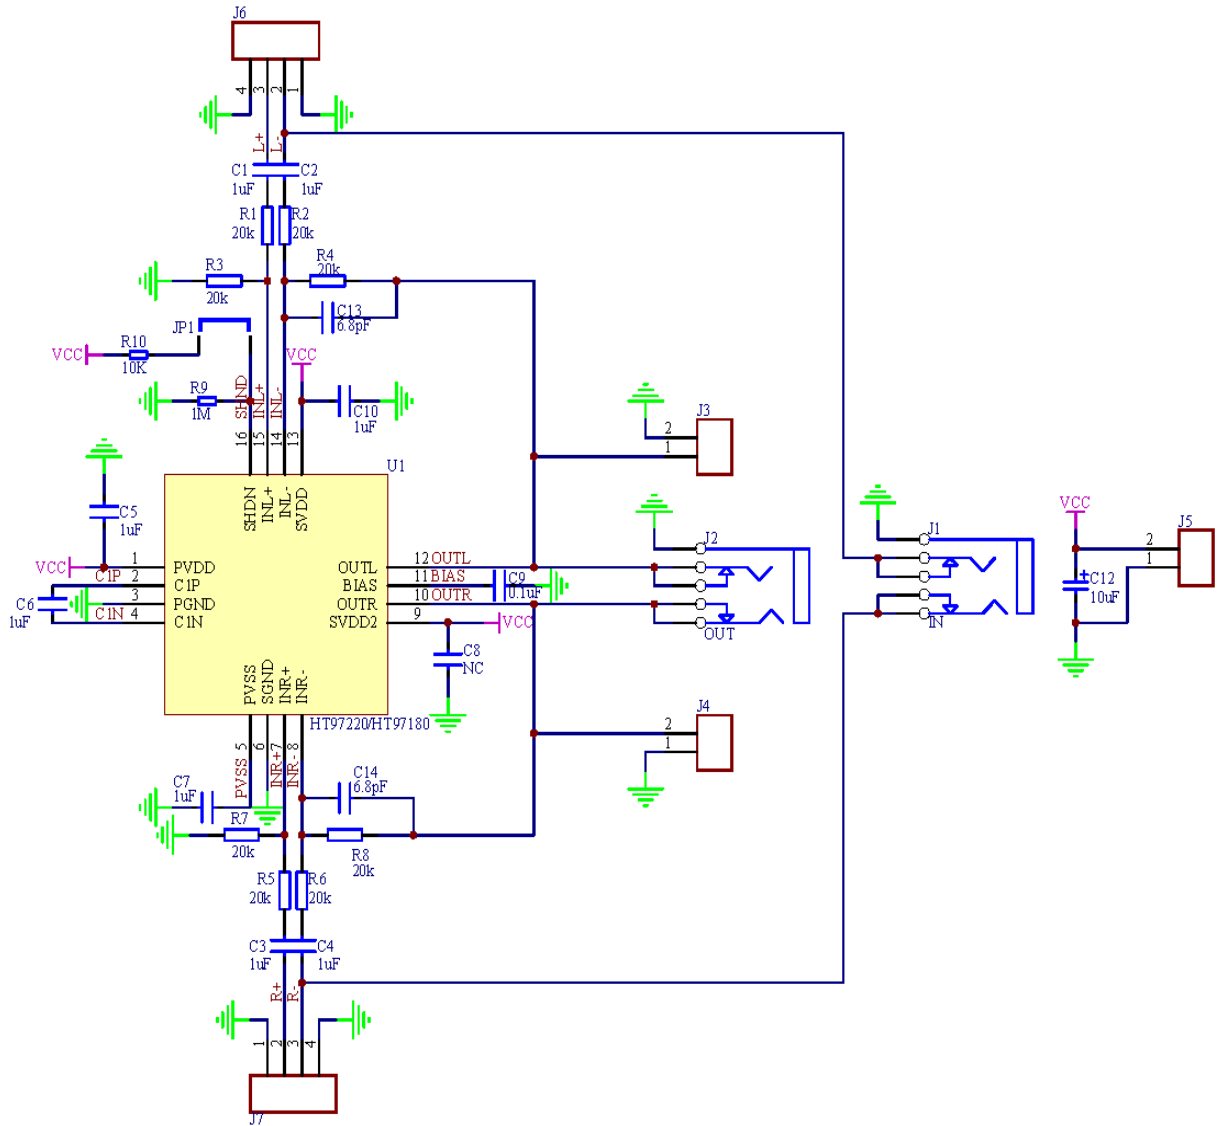 J6
4 3 2 1
L+ L-
C1 C2
1uF 1uF
R1 R2
20k 20k
R3 R4
20k 20k
C13
6.8pF
JP1
R10
VCC VCC
10K
R9
1M
SHND INL+ INL-
C10
1uF
16 15 14 13
J3
2
1
U1
SHDN INL+ INL- SVDD
C5
1uF
VCC
J2
J1
J5
2
1
VCC 1 PVDD OUTL 12 OUTL
C1P 2 C1P BIAS 11 BIAS C9
0.1uF
C12
10uF
C6
1uF
3 PGND OUTR 10 OUTR
C1N 4 C1N SVDD2 9 VCC
OUT
IN
C8
NC
PVSS SGND INR+ INR-
HT97220/HT97180
J4
2
1
5 6 7 8
PVSS INR+ INR-
C14
6.8pF
C7
1uF
R7
20k
R8
20k
R5 R6
20k 20k
C3 C4
1uF 1uF
R+ R-
1 2 3 4
J7